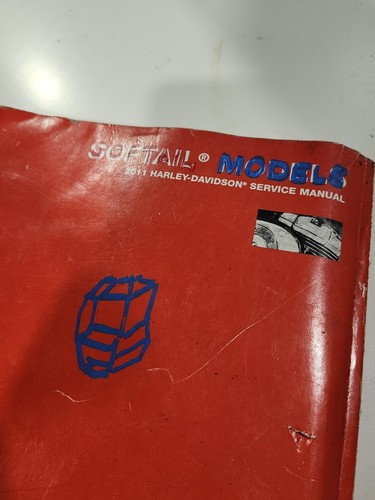 SOFTAIL® MODELS
2011 HARLEY-DAVIDSON® SERVICE MANUAL